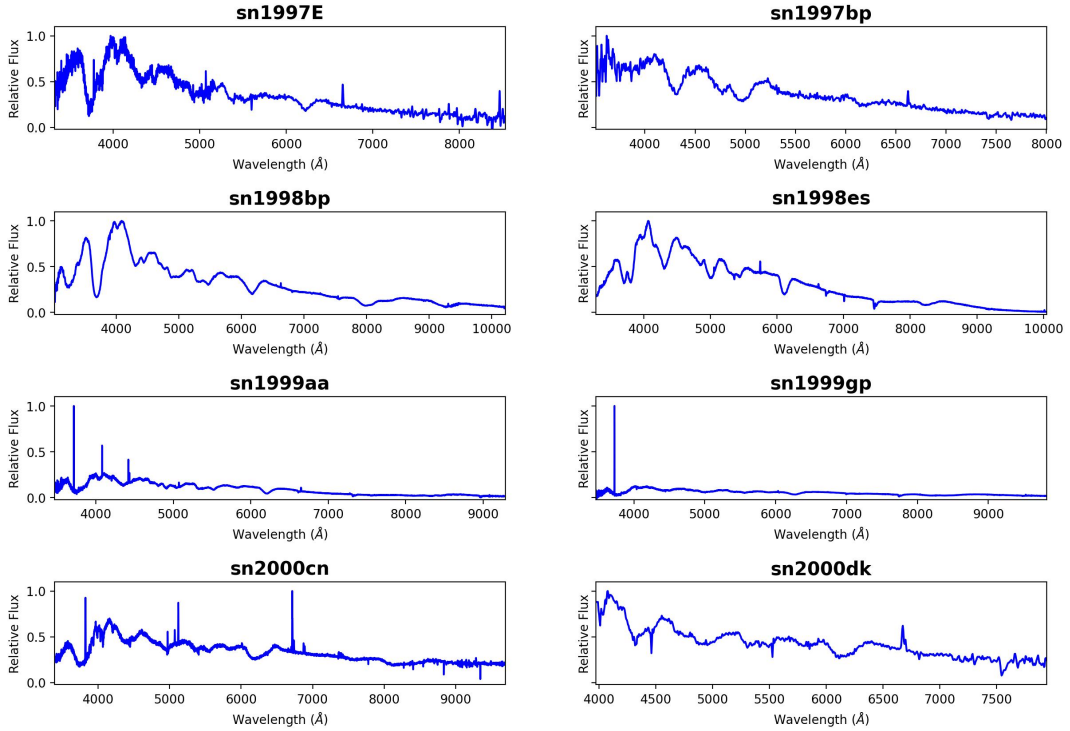 sn1997E
sn1997bp
Relative Flux
1.0
0.5
0.0
4000 5000 6000 7000 8000
Wavelength (Å)
Relative Flux
4000 4500 5000 5500 6000 6500 7000 7500 8000
Wavelength (Å)
sn1998bp
sn1998es
Relative Flux
1.0
0.5
0.0
4000 5000 6000 7000 8000 9000 10000
Wavelength (Å)
Relative Flux
4000 5000 6000 7000 8000 9000 10000
Wavelength (Å)
sn1999aa
sn1999gp
Relative Flux
1.0
0.5
0.0
4000 5000 6000 7000 8000 9000
Wavelength (Å)
Relative Flux
4000 5000 6000 7000 8000 9000
Wavelength (Å)
sn2000cn
sn2000dk
Relative Flux
1.0
0.5
0.0
4000 5000 6000 7000 8000 9000
Wavelength (Å)
Relative Flux
4000 4500 5000 5500 6000 6500 7000 7500
Wavelength (Å)